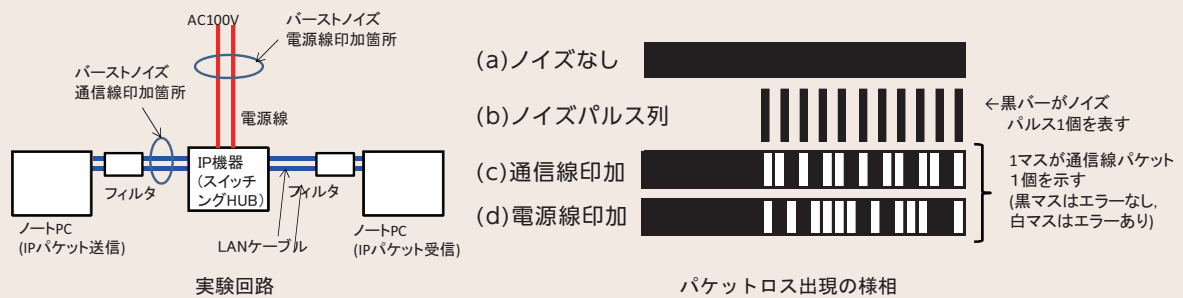 AC100V
バーストノイズ
電源線印加箇所
バーストノイズ
通信線印加箇所
電源線
IP機器
(スイッチ
ングHUB)
フィルタ
フィルタ
ノートPC
(IPパケット送信)
LANケーブル
ノートPC
(IPパケット受信)
実験回路
(a)ノイズなし
(b)ノイズパルス列
←黒バーがノイズ
パルス1個を表す
(c)通信線印加
(d)電源線印加
1マスが通信線パケット
1個を示す
(黒マスはエラーなし,
白マスはエラーあり)
パケットロス出現の様相